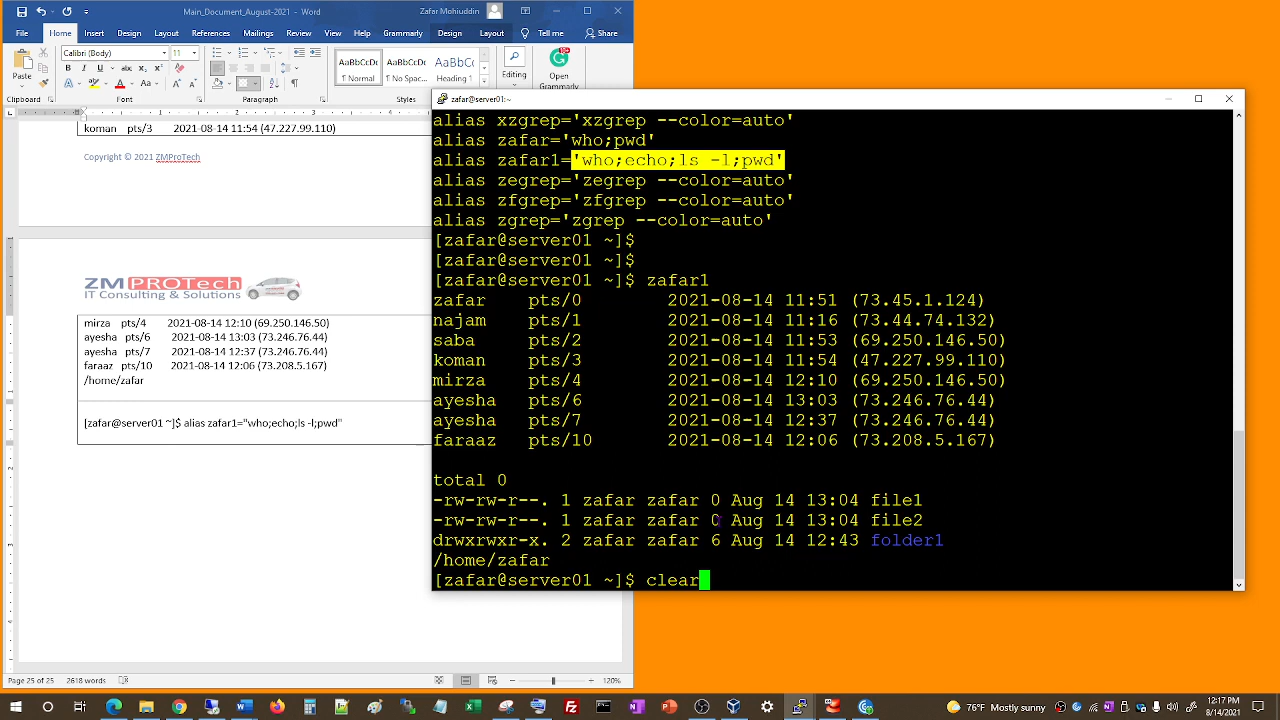 Main_Document_August-2021 - Word
Zafar Mohiuddin
File Home Insert Draw Design Layout References Mailings Review View Developer Add-ins Help Grammarly Design Layout Tell me Share
Calibri (Body) 11
Paste
AaBbCcDc AaBbCcDc AaBbC
¶ Normal ¶ No Spac... Heading 1
Editing
Open Grammarly
Clipboard Font Paragraph Styles
koman pts/3 2021-08-14 11:54 (47.227.99.110)
Copyright © 2021 ZMProTech
ZMPROTech
IT Consulting & Solutions
mirza pts/4 2021-08-14 12:10 (69.250.146.50)
ayesha pts/6 2021-08-14 13:03 (73.246.76.44)
ayesha pts/7 2021-08-14 12:37 (73.246.76.44)
faraaz pts/10 2021-08-14 12:06 (73.208.5.167)
/home/zafar
[zafar@server01 ~]$ alias zafar1="who;echo;ls -l;pwd"
Page 25 of 25 2618 words
120%
zafar@server01:~
alias xzgrep='xzgrep --color=auto'
alias zafar='who;pwd'
alias zafar1='who;echo;ls -l;pwd'
alias zegrep='zegrep --color=auto'
alias zfgrep='zfgrep --color=auto'
alias zgrep='zgrep --color=auto'
[zafar@server01 ~]$
[zafar@server01 ~]$
[zafar@server01 ~]$ zafar1
zafar pts/0 2021-08-14 11:51 (73.45.1.124)
najam pts/1 2021-08-14 11:16 (73.44.74.132)
saba pts/2 2021-08-14 11:53 (69.250.146.50)
koman pts/3 2021-08-14 11:54 (47.227.99.110)
mirza pts/4 2021-08-14 12:10 (69.250.146.50)
ayesha pts/6 2021-08-14 13:03 (73.246.76.44)
ayesha pts/7 2021-08-14 12:37 (73.246.76.44)
faraaz pts/10 2021-08-14 12:06 (73.208.5.167)
total 0
-rw-rw-r--. 1 zafar zafar 0 Aug 14 13:04 file1
-rw-rw-r--. 1 zafar zafar 0 Aug 14 13:04 file2
drwxrwxr-x. 2 zafar zafar 6 Aug 14 12:43 folder1
/home/zafar
[zafar@server01 ~]$ clear
76°F Mostly sunny
12:17 PM
8/14/2021